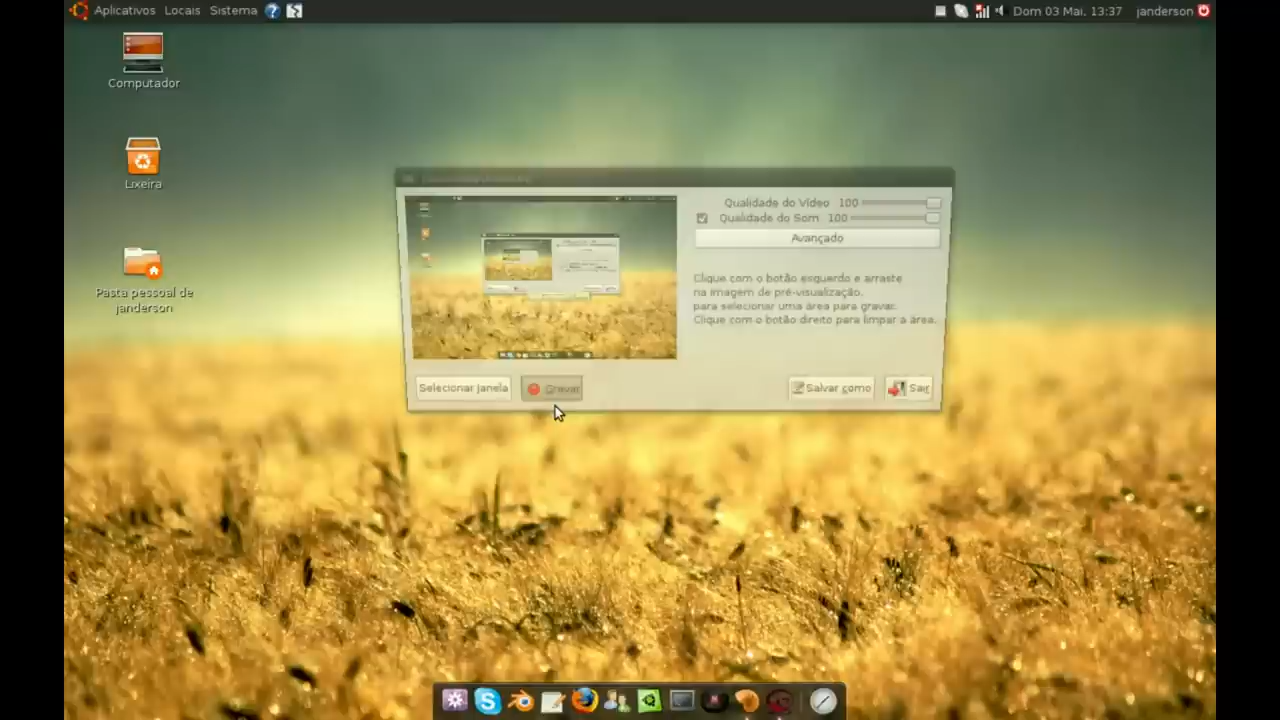 Aplicativos Locais Sistema
Dom 03 Mai, 13:37 janderson
Computador
Lixeira
Pasta pessoal de
janderson
Qualidade do Vídeo 100
Qualidade do Som 100
Avançado
Clique com o botão esquerdo e arraste
na imagem de pré-visualização.
para selecionar uma área para gravar.
Clique com o botão direito para limpar a área.
Selecionar Janela
Gravar
Salvar como
Sair